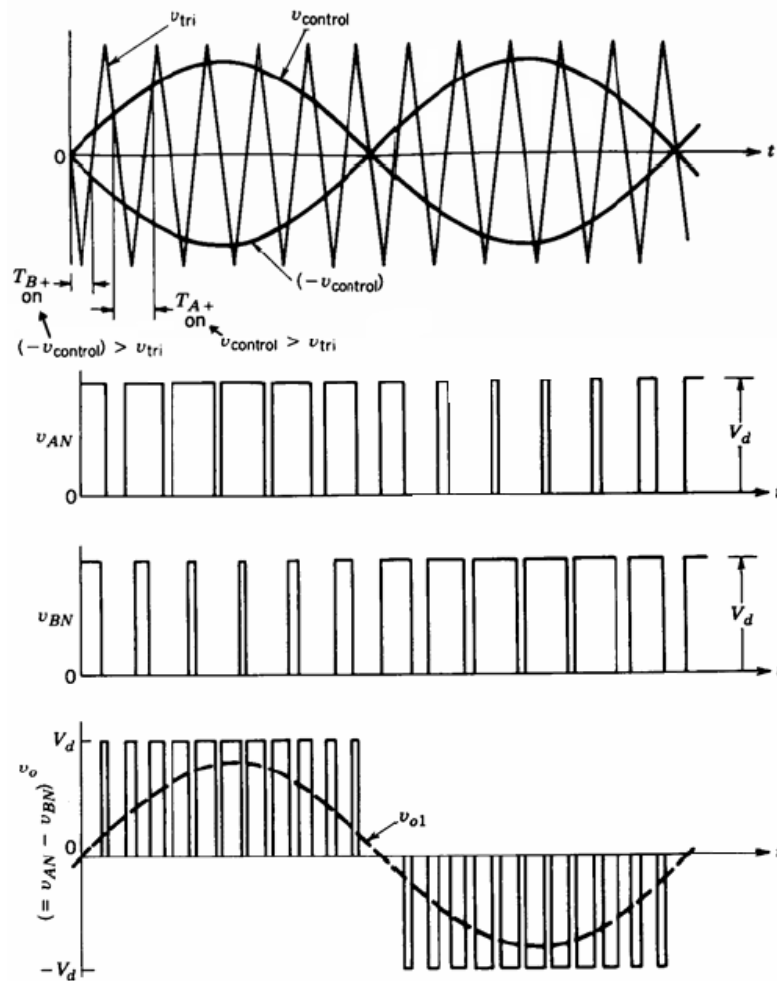 v_tri
v_control
0
t
(−v_control)
T_B+
on
T_A+
on
(−v_control) > v_tri
v_control > v_tri
v_AN
V_d
0
t
v_BN
V_d
0
V_d
v_o
(= v_AN − v_BN)
v_o1
0
−V_d